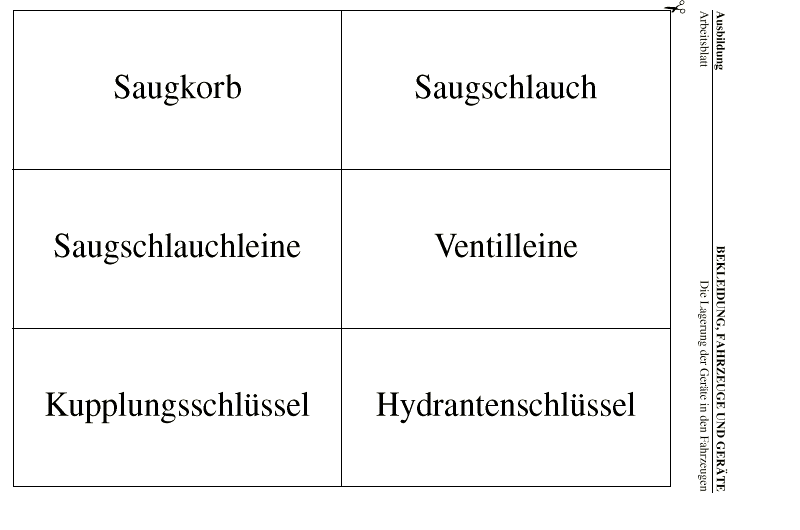 Saugkorb
Saugschlauch
Saugschlauchleine
Ventilleine
Kupplungsschlüssel
Hydrantenschlüssel
Ausbildung
Arbeitsblatt
BEKLEIDUNG, FAHRZEUGE UND GERÄTE
Die Lagerung der Geräte in den Fahrzeugen